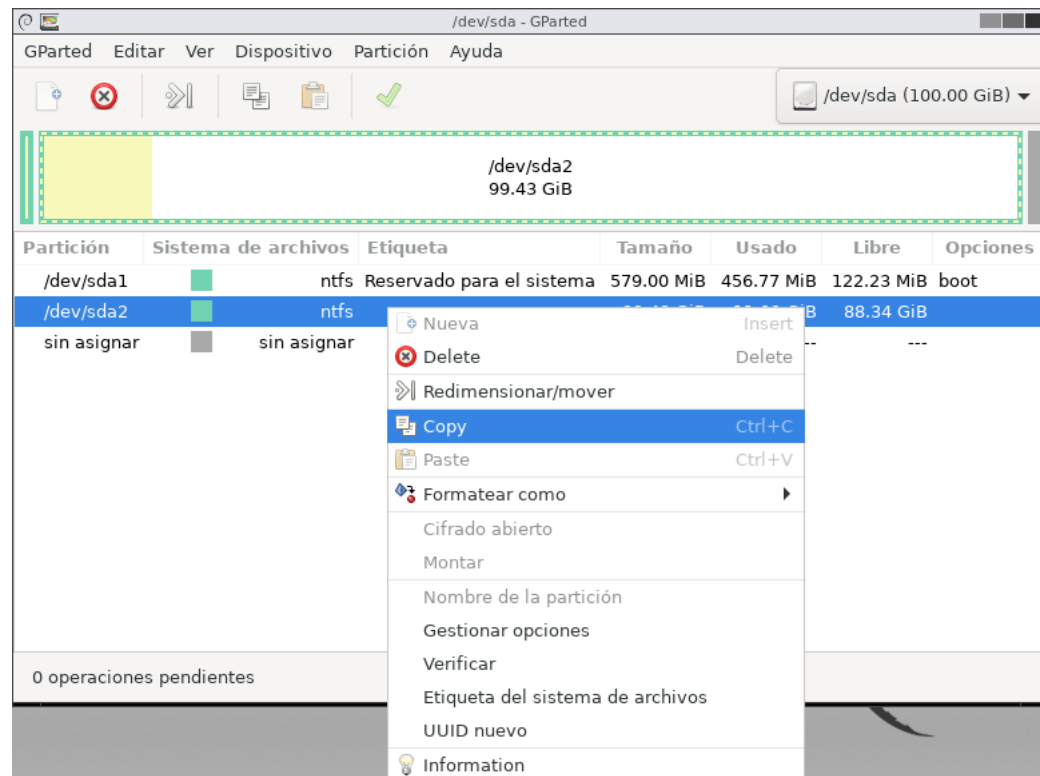 /dev/sda - GParted
GParted Editar Ver Dispositivo Partición Ayuda
/dev/sda (100.00 GiB)
/dev/sda2
99.43 GiB
Partición Sistema de archivos Etiqueta Tamaño Usado Libre Opciones
/dev/sda1 ntfs Reservado para el sistema 579.00 MiB 456.77 MiB 122.23 MiB boot
/dev/sda2 ntfs 88.34 GiB
sin asignar sin asignar --- ---
Nueva Insert
Delete Delete
Redimensionar/mover
Copy Ctrl+C
Paste Ctrl+V
Formatear como
Cifrado abierto
Montar
Nombre de la partición
Gestionar opciones
Verificar
Etiqueta del sistema de archivos
UUID nuevo
Information
0 operaciones pendientes